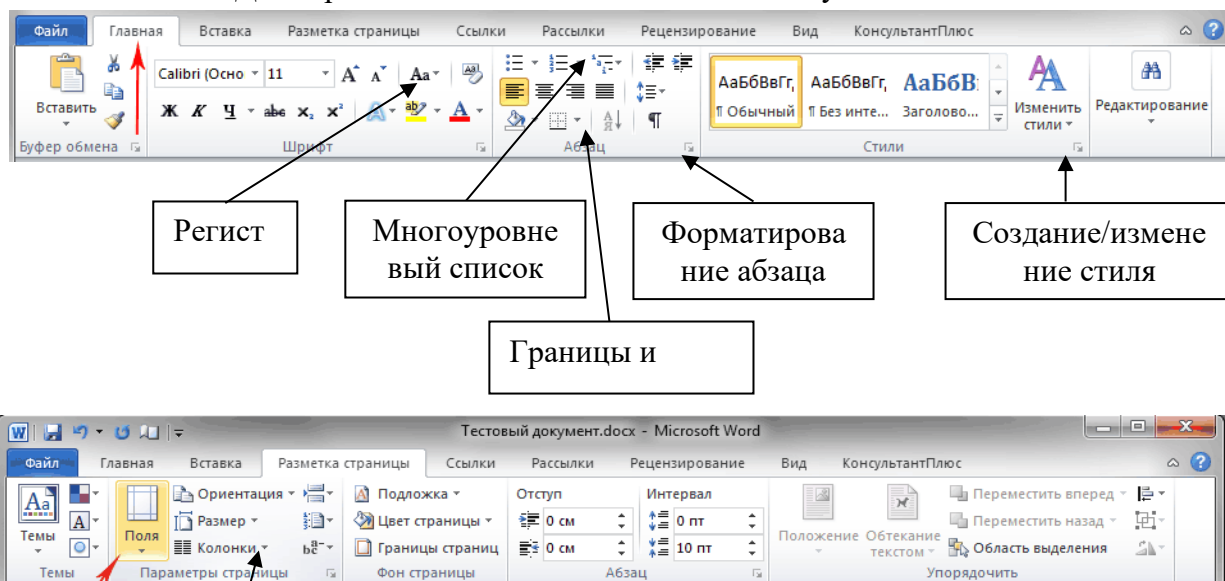 Файл Главная Вставка Разметка страницы Ссылки Рассылки Рецензирование Вид КонсультантПлюс
Calibri (Осно 11 Aa АаБбВвГг, АаБбВвГг, АаБбВ
Вставить Ж К Ч abc x₂ x² A ¶ Обычный ¶ Без инте... Заголово... Изменить стили Редактирование
Буфер обмена Шрифт Абзац Стили
Регист
Многоуровне
вый список
Форматирова
ние абзаца
Создание/измене
ние стиля
Границы и
Тестовый документ.docx - Microsoft Word
Файл Главная Вставка Разметка страницы Ссылки Рассылки Рецензирование Вид КонсультантПлюс
Ориентация Подложка Отступ Интервал Переместить вперед
Темы Поля Размер Цвет страницы 0 см 0 пт Положение Обтекание текстом Переместить назад
Колонки Границы страниц 0 см 10 пт Область выделения
Темы Параметры страницы Фон страницы Абзац Упорядочить